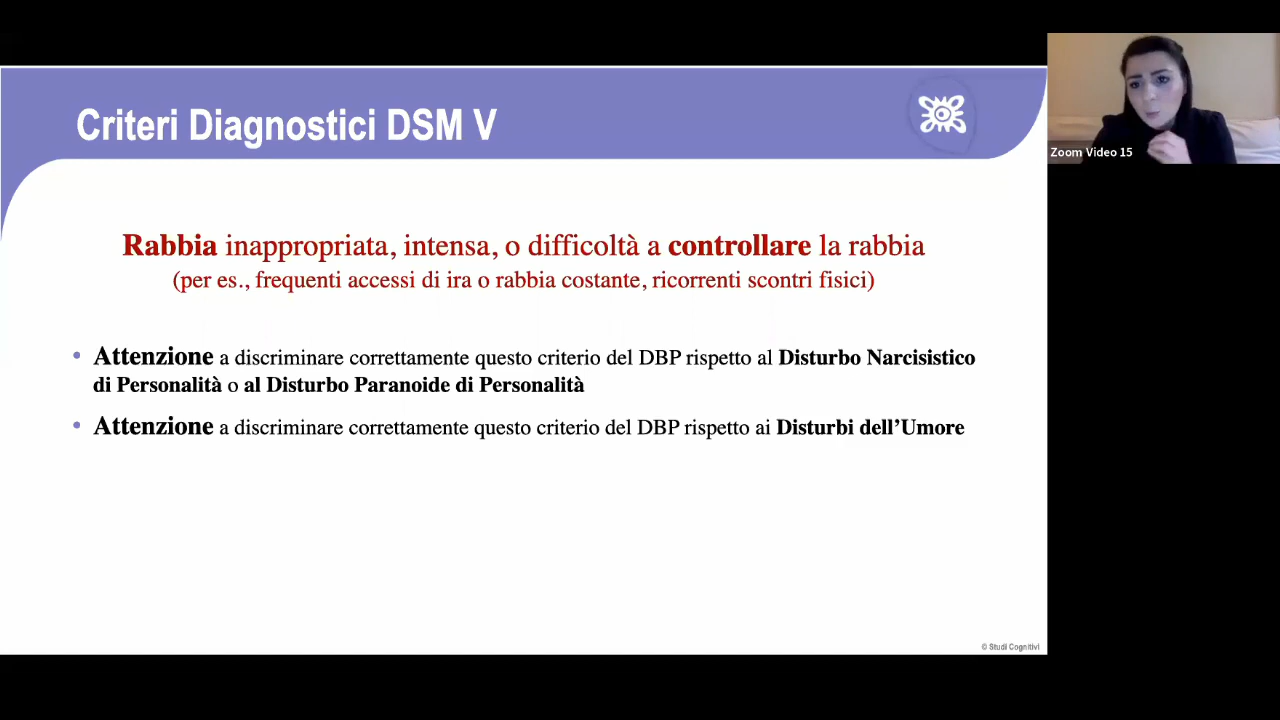 Criteri Diagnostici DSM V
Zoom Video 15
Rabbia inappropriata, intensa, o difficoltà a controllare la rabbia
(per es., frequenti accessi di ira o rabbia costante, ricorrenti scontri fisici)
• Attenzione a discriminare correttamente questo criterio del DBP rispetto al Disturbo Narcisistico
di Personalità o al Disturbo Paranoide di Personalità
• Attenzione a discriminare correttamente questo criterio del DBP rispetto ai Disturbi dell’Umore
© Studi Cognitivi